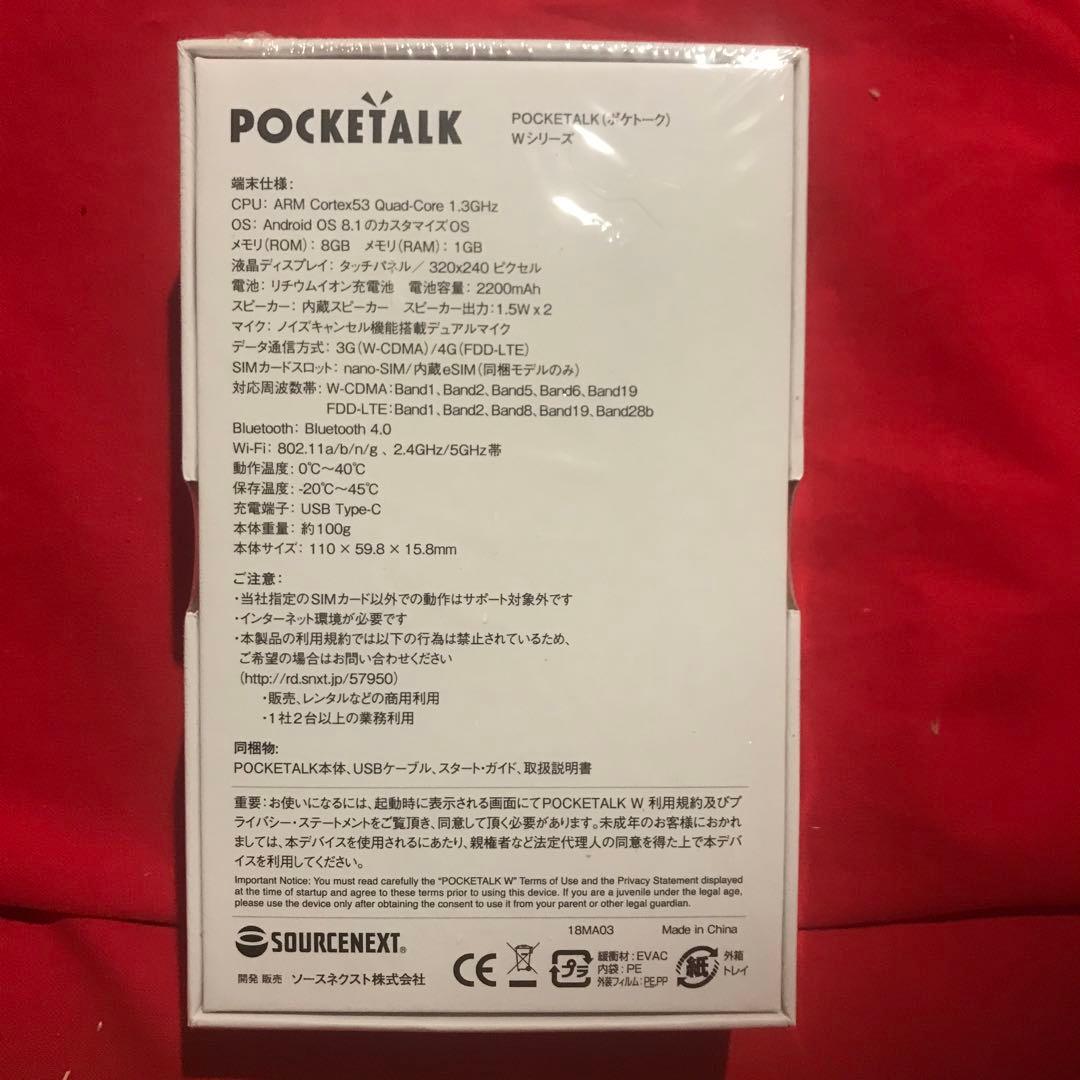 POCKETALK
POCKETALK(ポケトーク)
Wシリーズ
端末仕様:
CPU: ARM Cortex53 Quad-Core 1.3GHz
OS: Android OS 8.1のカスタマイズOS
メモリ(ROM): 8GB メモリ(RAM): 1GB
液晶ディスプレイ: タッチパネル／ 320x240 ピクセル
電池: リチウムイオン充電池 電池容量: 2200mAh
スピーカー: 内蔵スピーカー スピーカー出力:1.5W x 2
マイク: ノイズキャンセル機能搭載デュアルマイク
データ通信方式: 3G(W-CDMA)/4G(FDD-LTE)
SIMカードスロット: nano-SIM/内蔵eSIM(同梱モデルのみ)
対応周波数帯: W-CDMA:Band1、Band2、Band5、Band6、Band19
FDD-LTE:Band1、Band2、Band8、Band19、Band28b
Bluetooth: Bluetooth 4.0
Wi-Fi: 802.11a/b/n/g 、2.4GHz/5GHz帯
動作温度: 0℃〜40℃
保存温度: -20℃〜45℃
充電端子: USB Type-C
本体重量: 約100g
本体サイズ: 110 × 59.8 × 15.8mm
ご注意:
・当社指定のSIMカード以外での動作はサポート対象外です
・インターネット環境が必要です
・本製品の利用規約では以下の行為は禁止されているため、
ご希望の場合はお問い合わせください
(http://rd.snxt.jp/57950)
・販売、レンタルなどの商用利用
・1社2台以上の業務利用
同梱物:
POCKETALK本体、USBケーブル、スタート・ガイド、取扱説明書
重要:お使いになるには、起動時に表示される画面にてPOCKETALK W 利用規約及びプ
ライバシー・ステートメントをご覧頂き、同意して頂く必要があります。未成年のお客様におかれ
ましては、本デバイスを使用されるにあたり、親権者など法定代理人の同意を得た上で本デバ
イスを利用してください。
Important Notice: You must read carefully the "POCKETALK W" Terms of Use and the Privacy Statement displayed
at the time of startup and agree to these terms prior to using this device. If you are a juvenile under the legal age,
please use the device only after obtaining the consent to use it from your parent or other legal guardian.
18MA03 Made in China
SOURCENEXT®
開発 販売 ソースネクスト株式会社
CE
プラ
緩衝材:EVAC
内袋:PE
外装フィルム:PE,PP
紙
外箱
トレイ